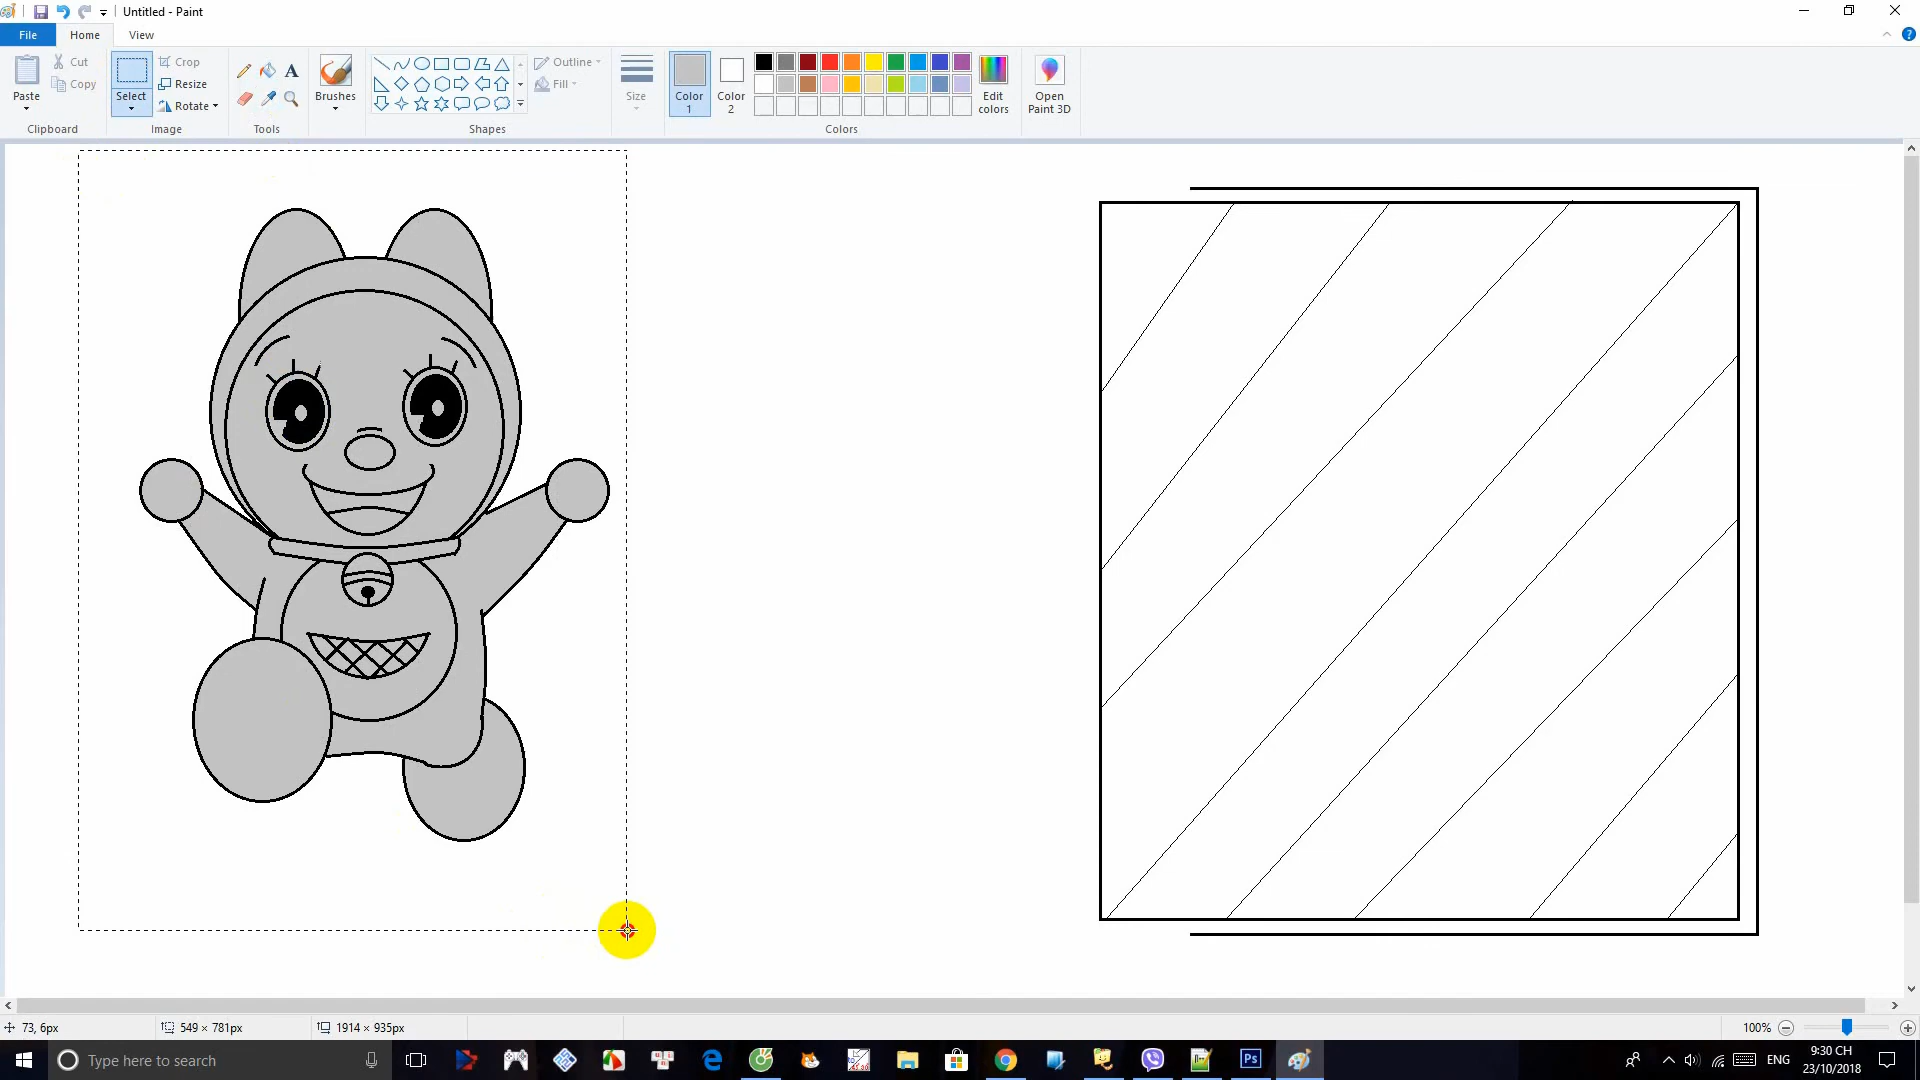 Untitled - Paint
File Home View
Paste
Cut
Copy
Select
Crop
Resize
Rotate
Brushes
Outline
Fill
Size
Color 1
Color 2
Edit colors
Open Paint 3D
Clipboard Image Tools Shapes Colors
73, 6px 549 × 781px 1914 × 935px 100%
Type here to search
Ps
ENG
9:30 CH
23/10/2018